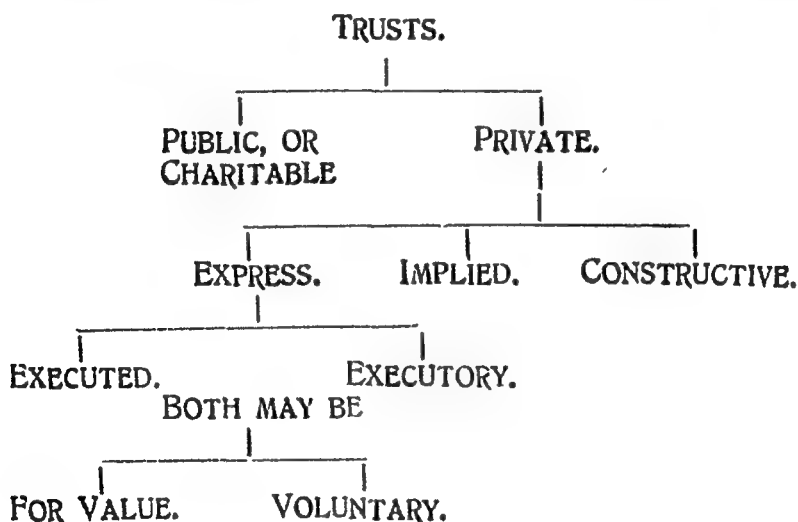 TRUSTS.
PUBLIC, OR
CHARITABLE
PRIVATE.
EXPRESS. IMPLIED. CONSTRUCTIVE.
EXECUTED. EXECUTORY.
BOTH MAY BE
FOR VALUE. VOLUNTARY.